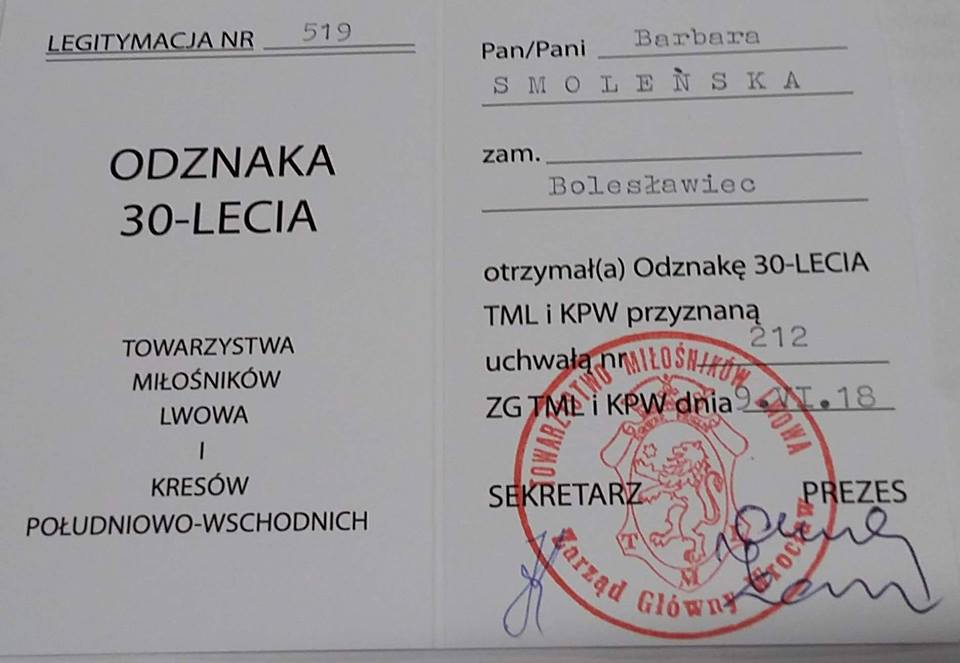 LEGITYMACJA NR 519
ODZNAKA
30-LECIA
TOWARZYSTWA
MIŁOŚNIKÓW
LWOWA
I
KRESÓW
POŁUDNIOWO-WSCHODNICH
Pan/Pani Barbara
SMOLEŃSKA
zam.
Bolesławiec
otrzymał(a) Odznakę 30-LECIA
TML i KPW przyznaną
uchwałą nr 212
ZG TML i KPW dnia 9.VI.18
SEKRETARZ PREZES
TOWARZYSTWO MIŁOŚNIKÓW LWOWA
T M L
Zarząd Główny Wrocław